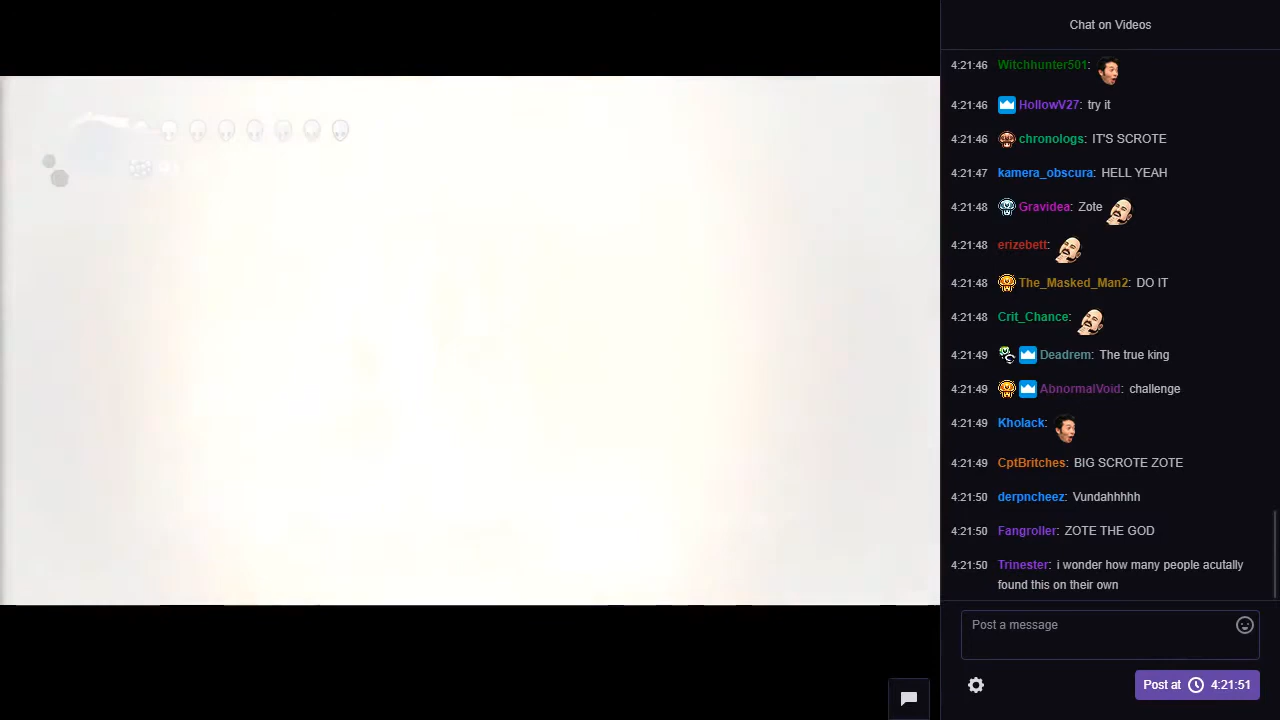 Chat on Videos
4:21:46 Witchhunter501:
4:21:46 HollowV27: try it
4:21:46 chronologs: IT'S SCROTE
4:21:47 kamera_obscura: HELL YEAH
4:21:48 Gravidea: Zote
4:21:48 erizebett:
4:21:48 The_Masked_Man2: DO IT
4:21:48 Crit_Chance:
4:21:49 Deadrem: The true king
4:21:49 AbnormalVoid: challenge
4:21:49 Kholack:
4:21:49 CptBritches: BIG SCROTE ZOTE
4:21:50 derpncheez: Vundahhhhh
4:21:50 Fangroller: ZOTE THE GOD
4:21:50 Trinester: i wonder how many people acutally
found this on their own
Post a message
Post at 4:21:51